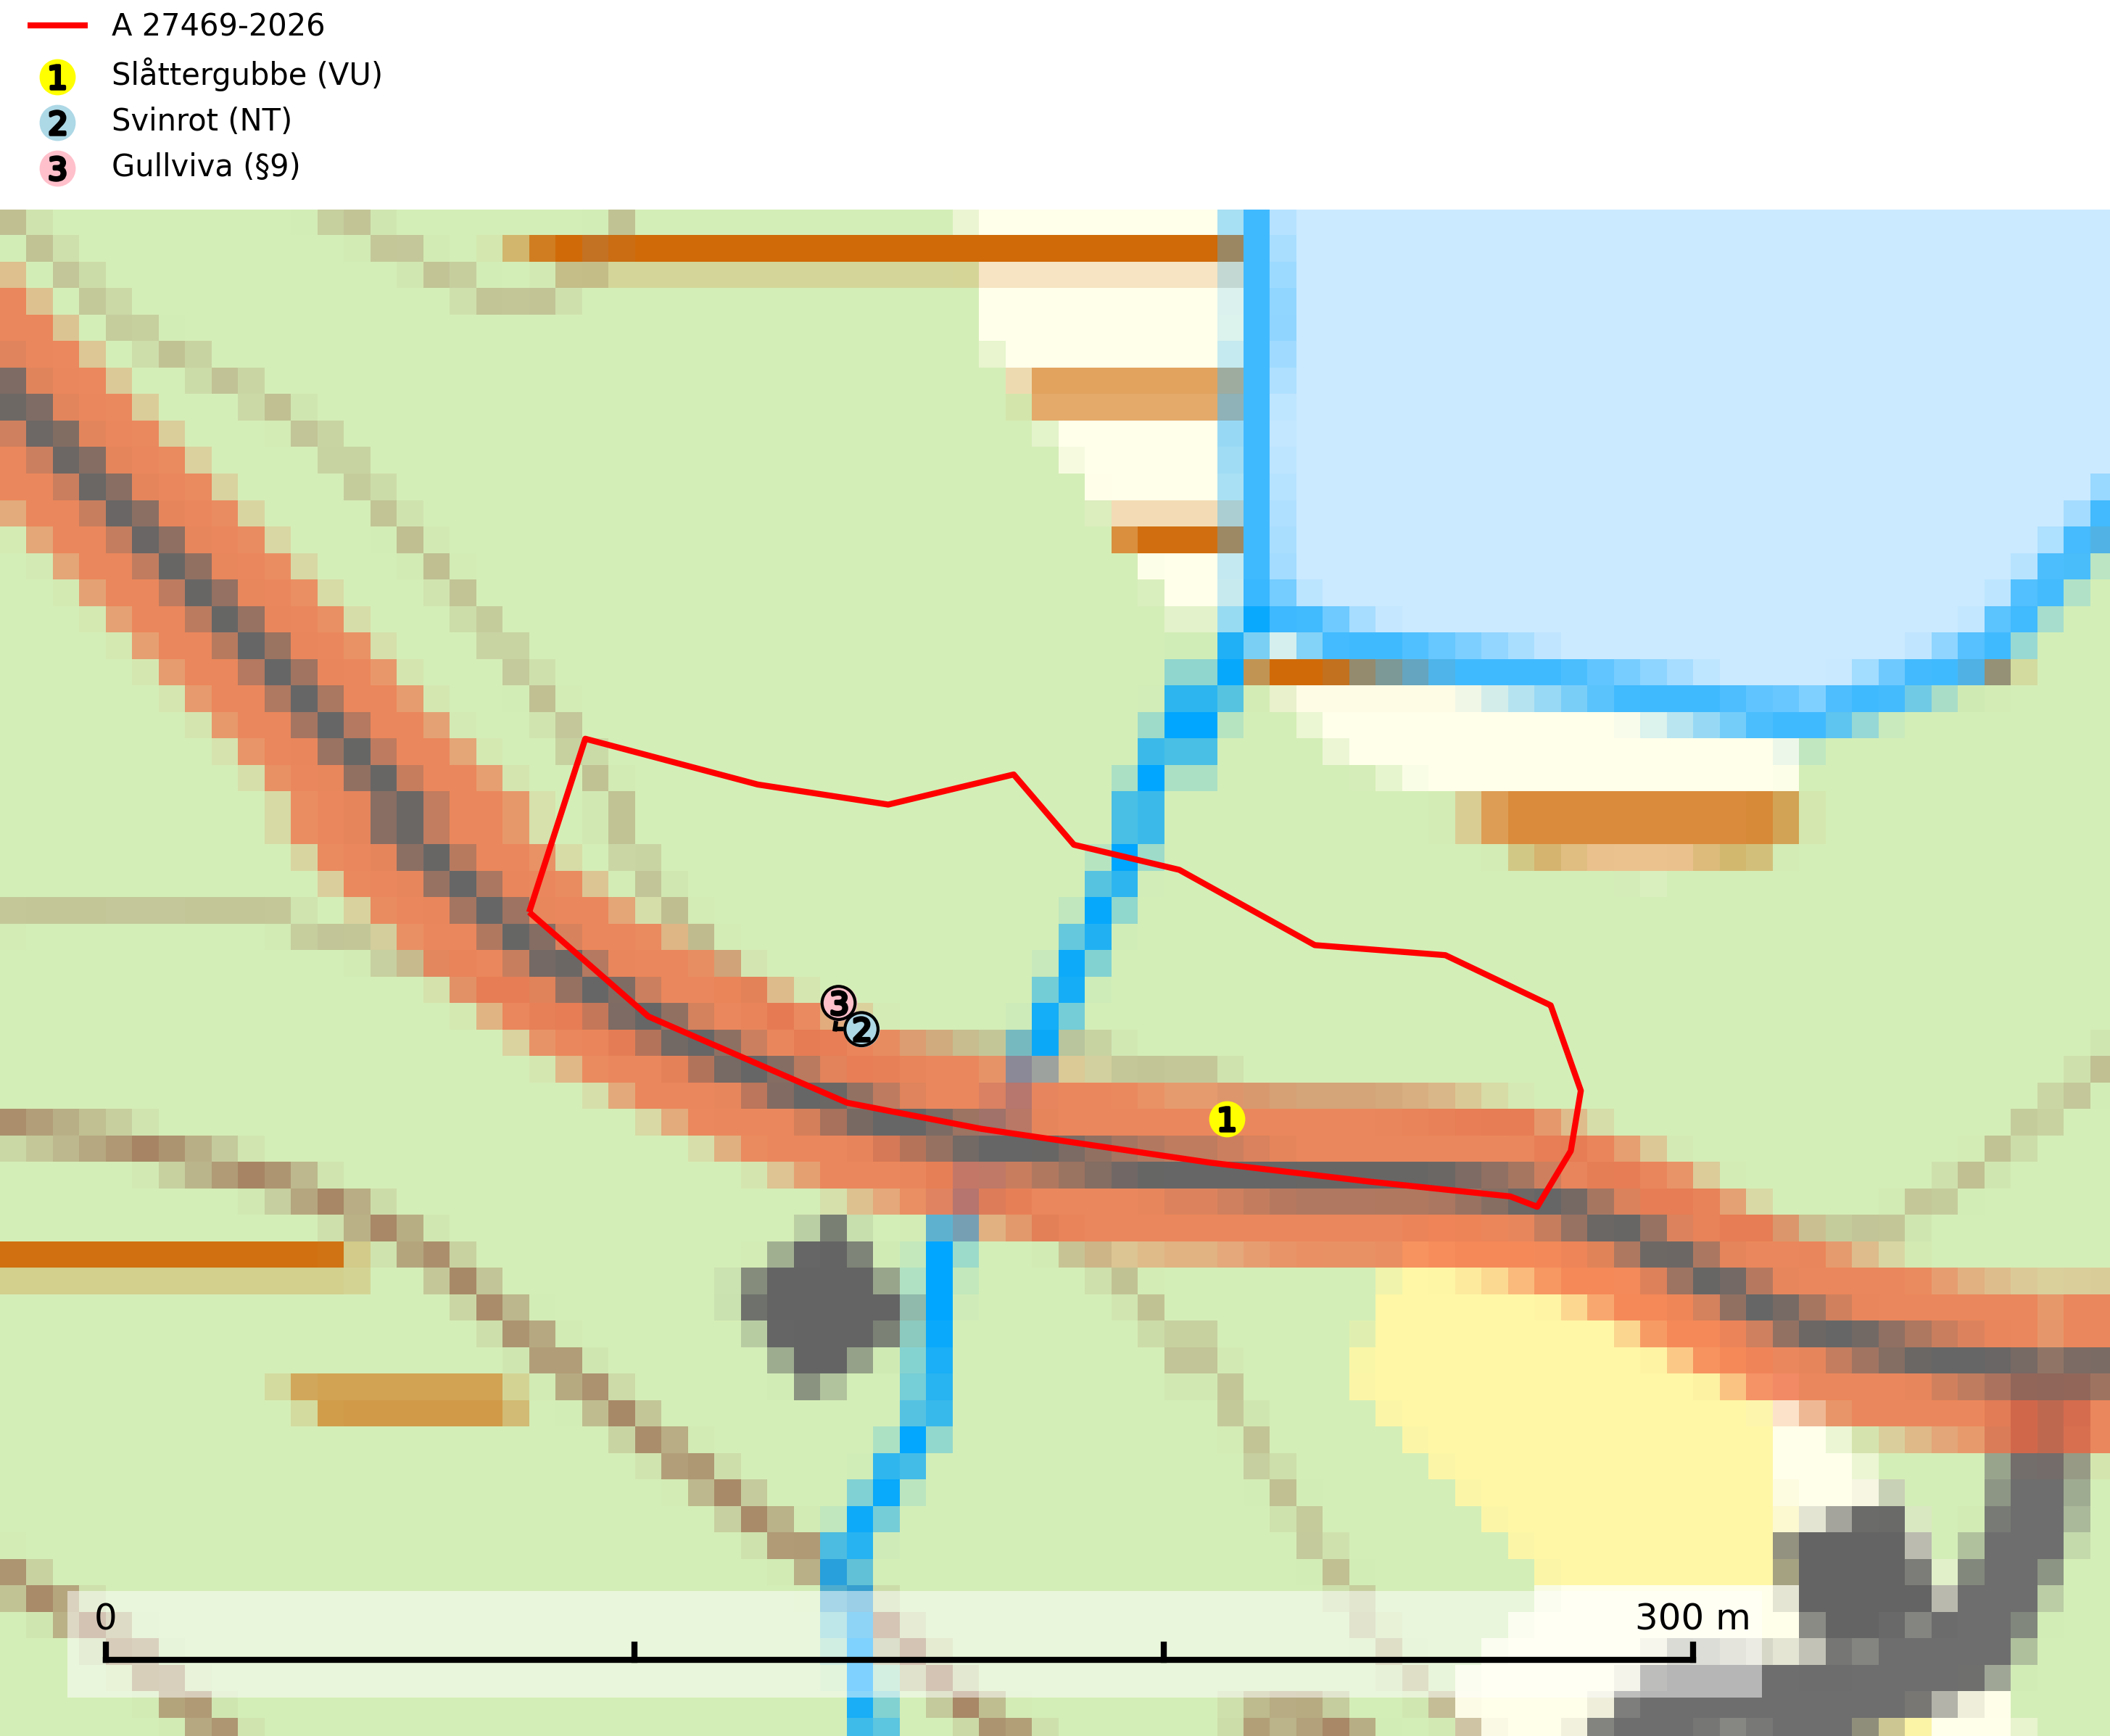 A 27469-2026
1 Slåttergubbe (VU)
2 Svinrot (NT)
3 Gullviva (§9)
3
2
1
0 300 m